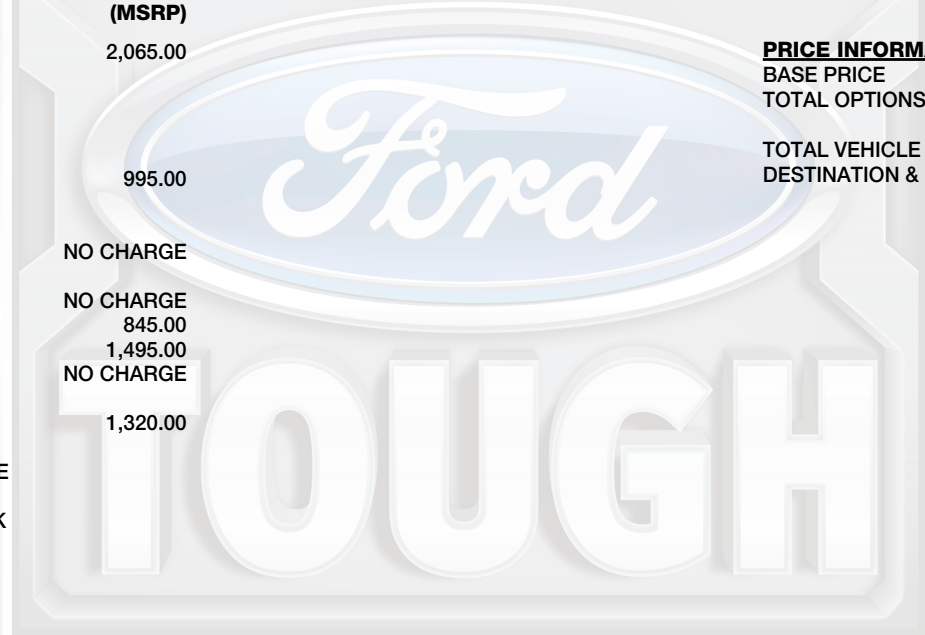 (MSRP)
2,065.00
995.00
NO CHARGE
NO CHARGE
845.00
1,495.00
NO CHARGE
1,320.00
E
K
PRICE INFORMA
BASE PRICE
TOTAL OPTIONS
TOTAL VEHICLE
DESTINATION &
Ford
TOUGH